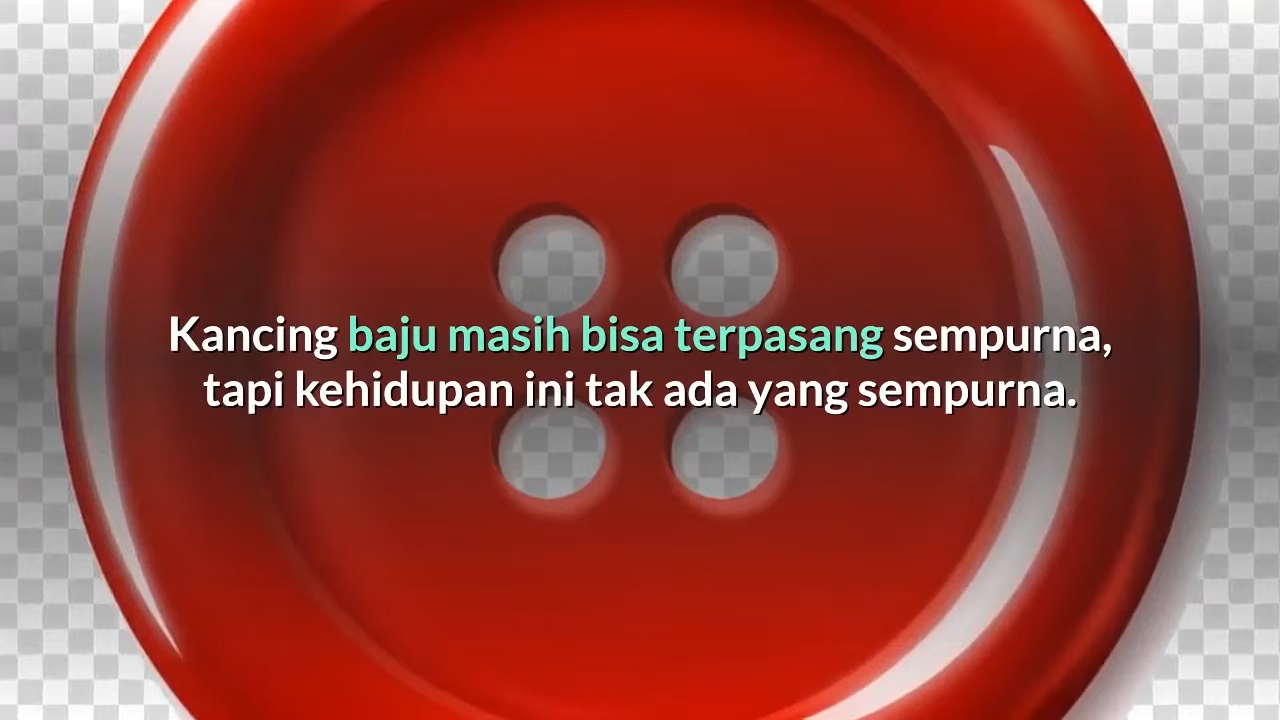 Kancing baju masih bisa terpasang sempurna,
tapi kehidupan ini tak ada yang sempurna.